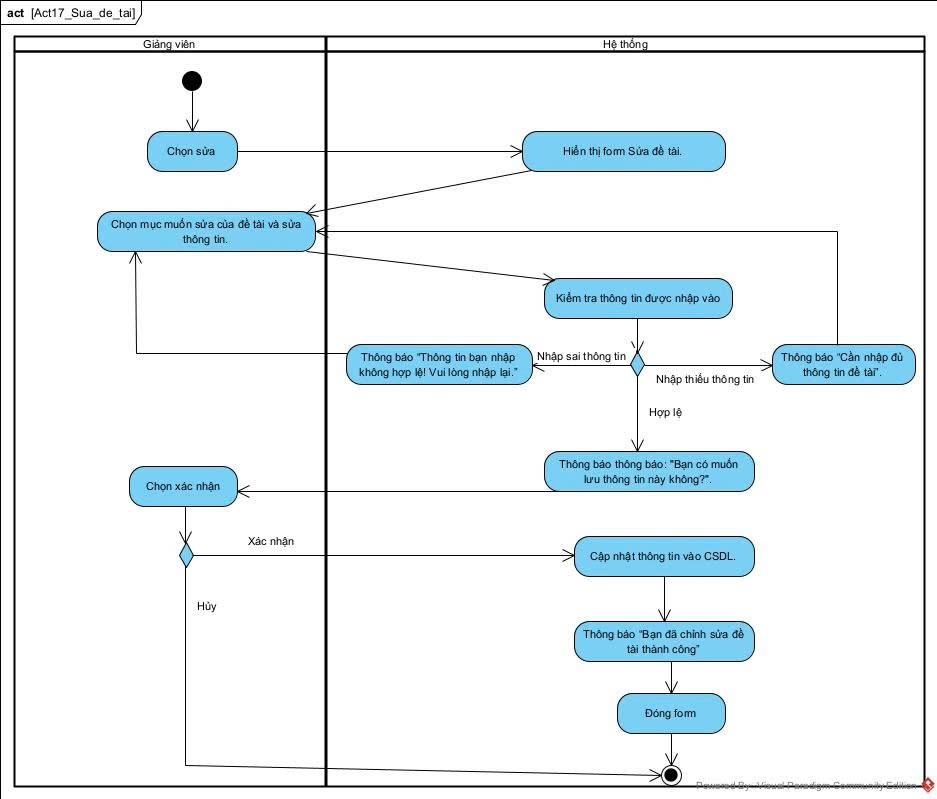 act [Act17_Sua_de_tai]
Giảng viên
Hệ thống
Chọn sửa
Hiển thị form Sửa đề tài.
Chọn mục muốn sửa của đề tài và sửa
thông tin.
Kiểm tra thông tin được nhập vào
Thông báo "Thông tin bạn nhập
không hợp lệ! Vui lòng nhập lại."
Nhập sai thông tin
Nhập thiếu thông tin
Thông báo "Cần nhập đủ
thông tin đề tài".
Hợp lệ
Thông báo thông báo: "Bạn có muốn
lưu thông tin này không?".
Chọn xác nhận
Xác nhận
Cập nhật thông tin vào CSDL.
Hủy
Thông báo "Bạn đã chỉnh sửa đề
tài thành công"
Đóng form
Powered By: Visual Paradigm Community Edition